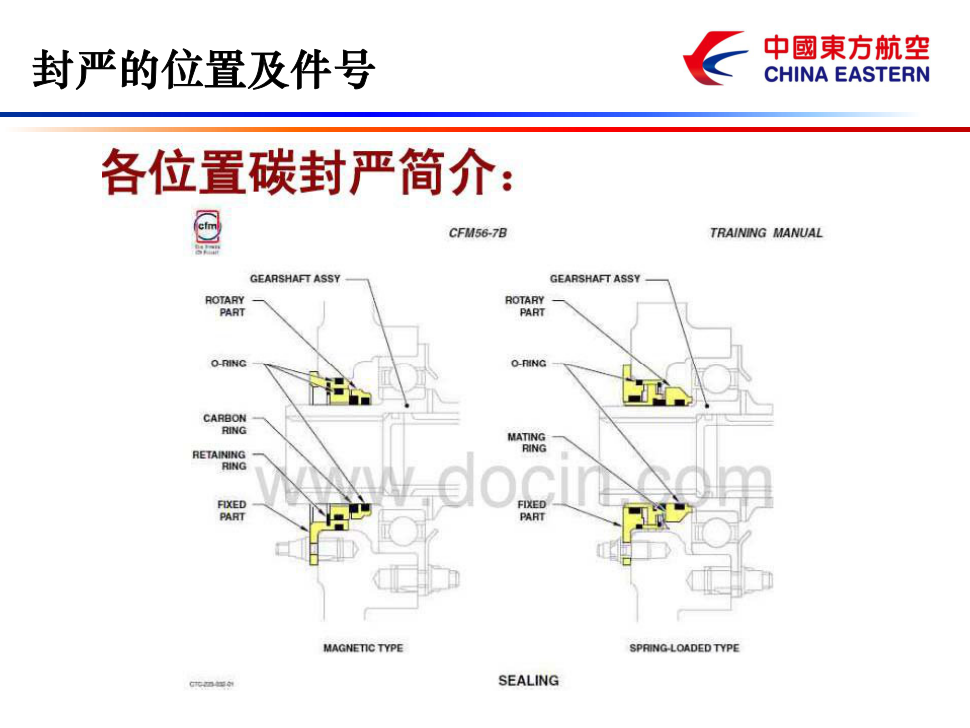 封严的位置及件号
中國東方航空
CHINA EASTERN
各位置碳封严简介：
cfm
CFM56-7B
TRAINING MANUAL
GEARSHAFT ASSY
ROTARY
PART
O-RING
CARBON
RING
RETAINING
RING
FIXED
PART
MAGNETIC TYPE
GEARSHAFT ASSY
ROTARY
PART
O-RING
MATING
RING
FIXED
PART
SPRING-LOADED TYPE
www.docin.com
SEALING